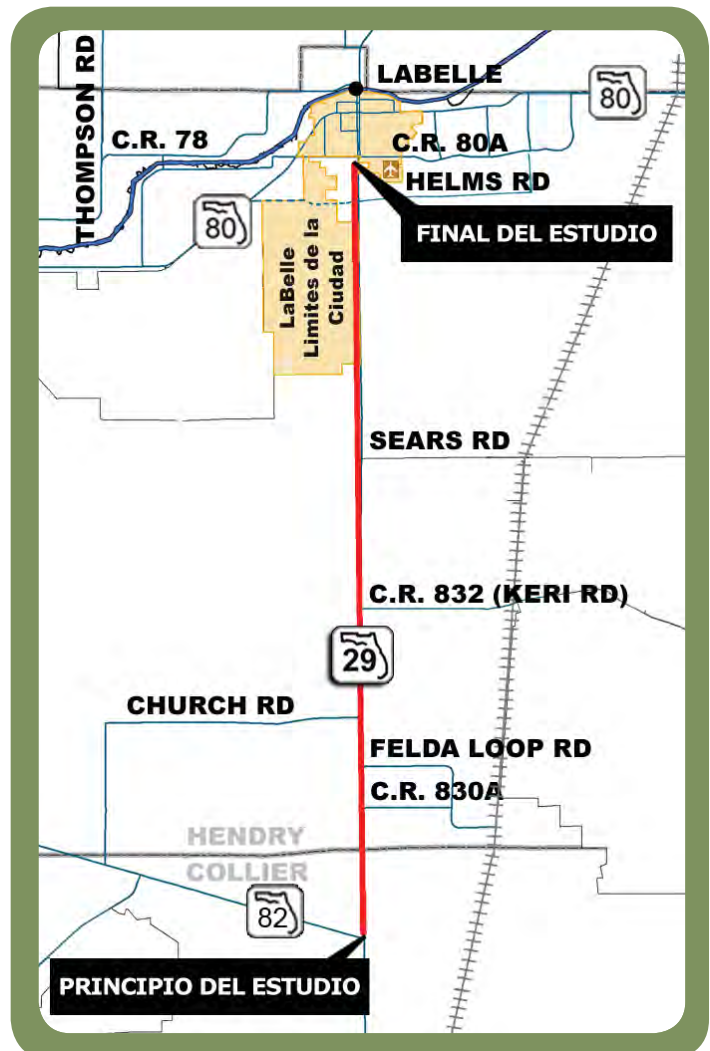 THOMPSON RD
LABELLE
80
C.R. 78
C.R. 80A
HELMS RD
80
FINAL DEL ESTUDIO
LaBelle
Limites de la
Ciudad
SEARS RD
C.R. 832 (KERI RD)
29
CHURCH RD
FELDA LOOP RD
C.R. 830A
HENDRY
COLLIER
82
PRINCIPIO DEL ESTUDIO